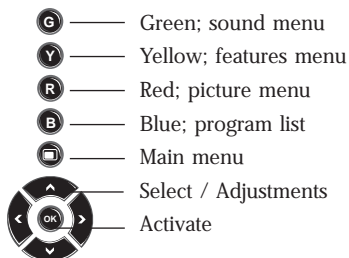 G Green; sound menu
Y Yellow; features menu
R Red; picture menu
B Blue; program list
Main menu
Select / Adjustments
OK Activate